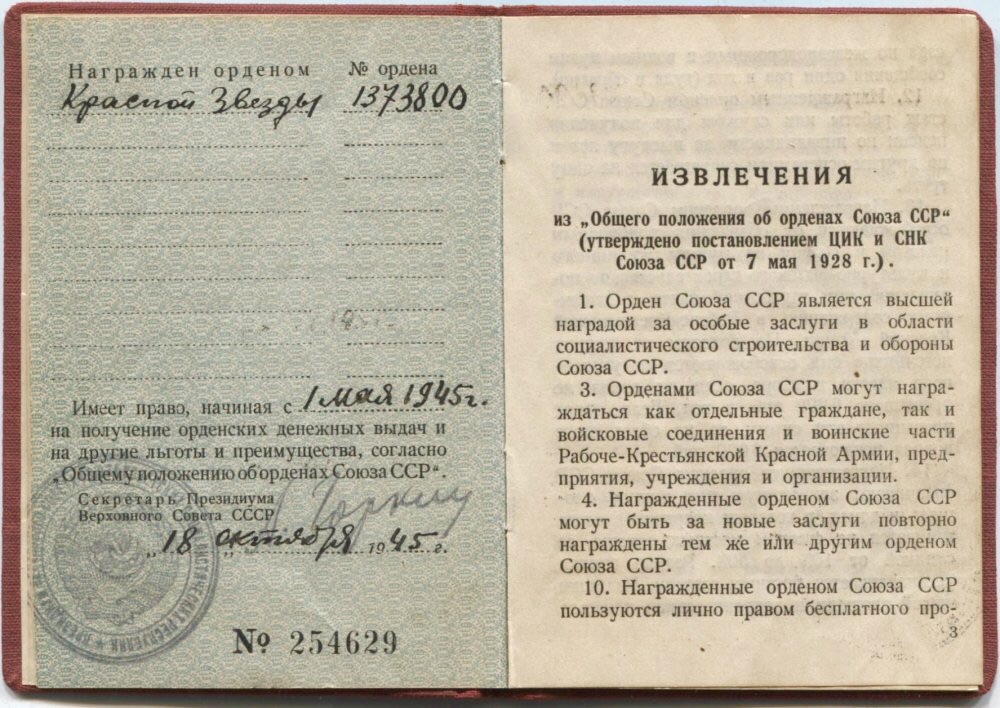 Награжден орденом № ордена
Красной Звезды 1373800
Имеет право, начиная с 1 мая 1945г.
на получение орденских денежных выдач и
на другие льготы и преимущества, согласно
„Общему положению об орденах Союза ССР“.
Секретарь Президиума
Верховного Совета СССР
„18„ октября 1945 г.
№ 254629
ИЗВЛЕЧЕНИЯ
из „Общего положения об орденах Союза ССР“
(утверждено постановлением ЦИК и СНК
Союза ССР от 7 мая 1928 г.).
1. Орден Союза ССР является высшей
наградой за особые заслуги в области
социалистического строительства и обороны
Союза ССР.
3. Орденами Союза ССР могут награ-
ждаться как отдельные граждане, так и
войсковые соединения и воинские части
Рабоче-Крестьянской Красной Армии, пред-
приятия, учреждения и организации.
4. Награжденные орденом Союза ССР
могут быть за новые заслуги повторно
награждены тем же или другим орденом
Союза ССР.
10. Награжденные орденом Союза ССР
пользуются лично правом бесплатного про-
3